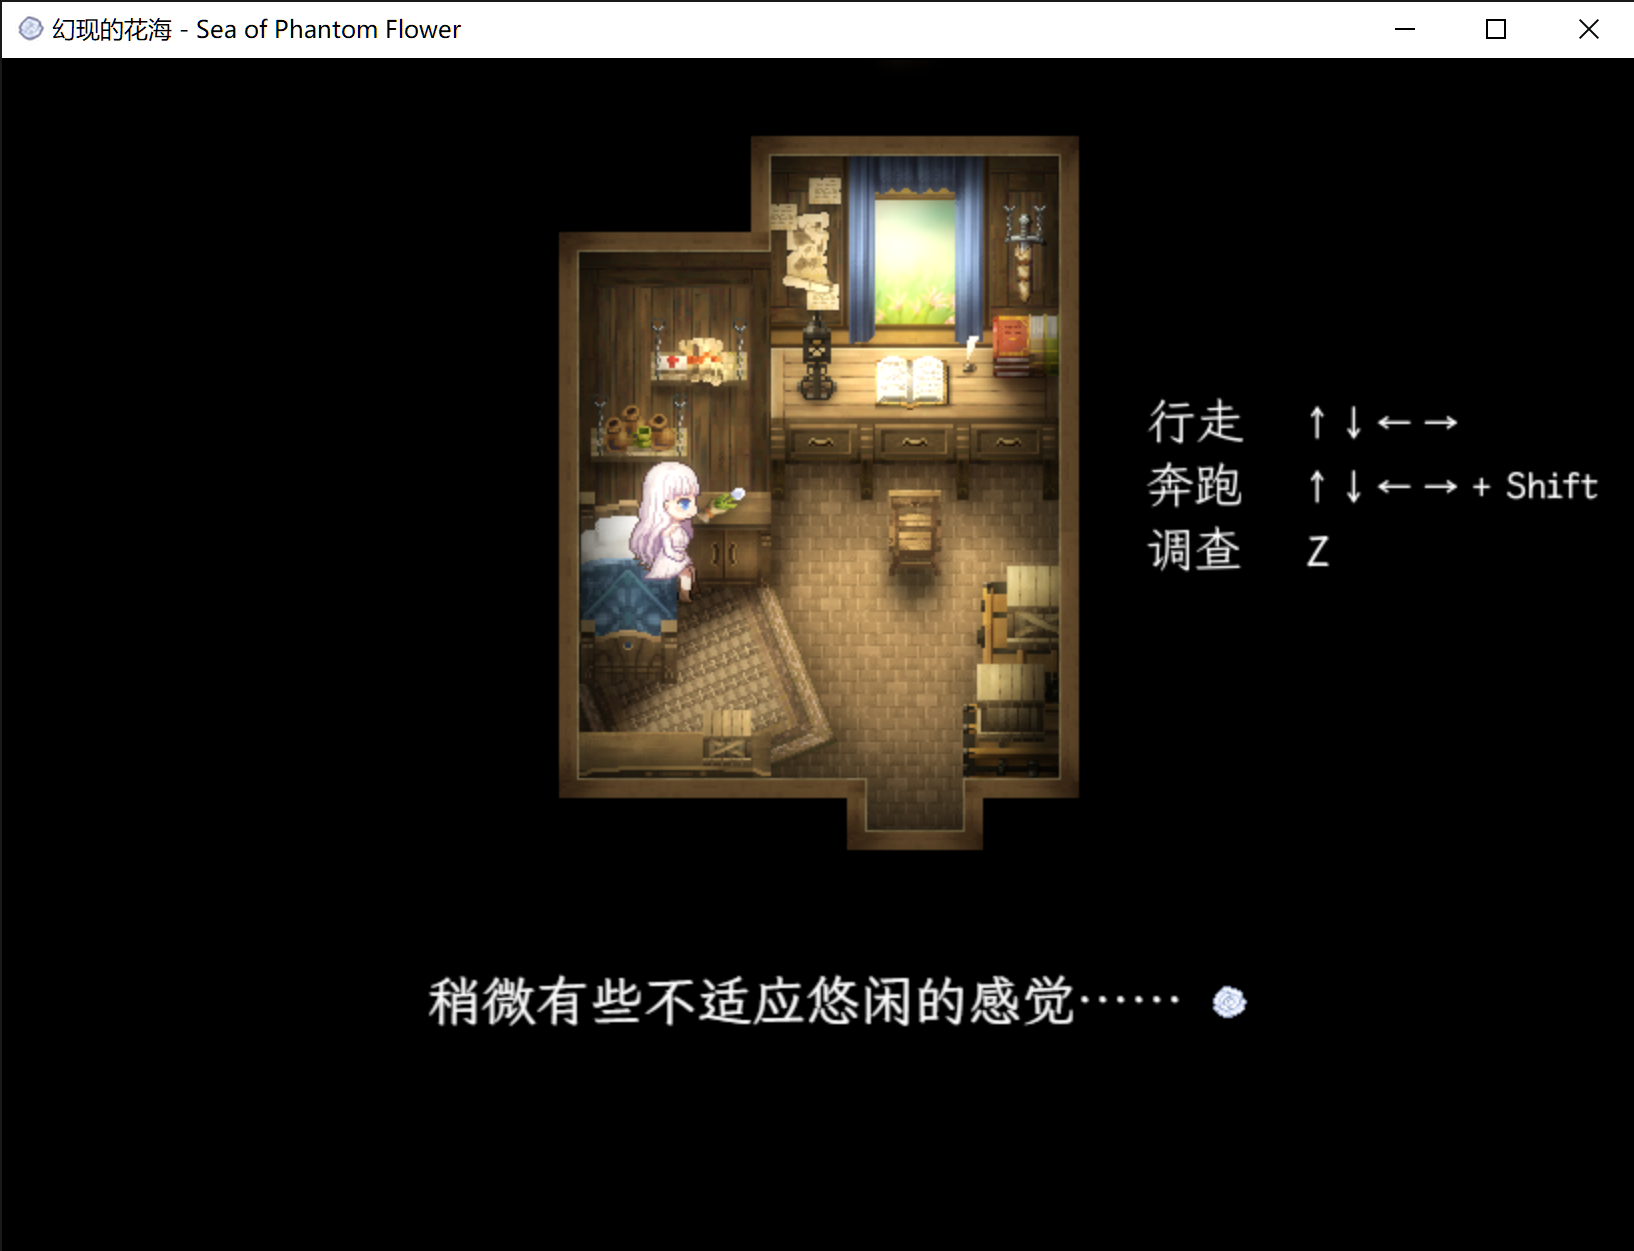 幻现的花海 - Sea of Phantom Flower
行走 ↑↓←→
奔跑 ↑↓←→ + Shift
调查 Z
稍微有些不适应悠闲的感觉……